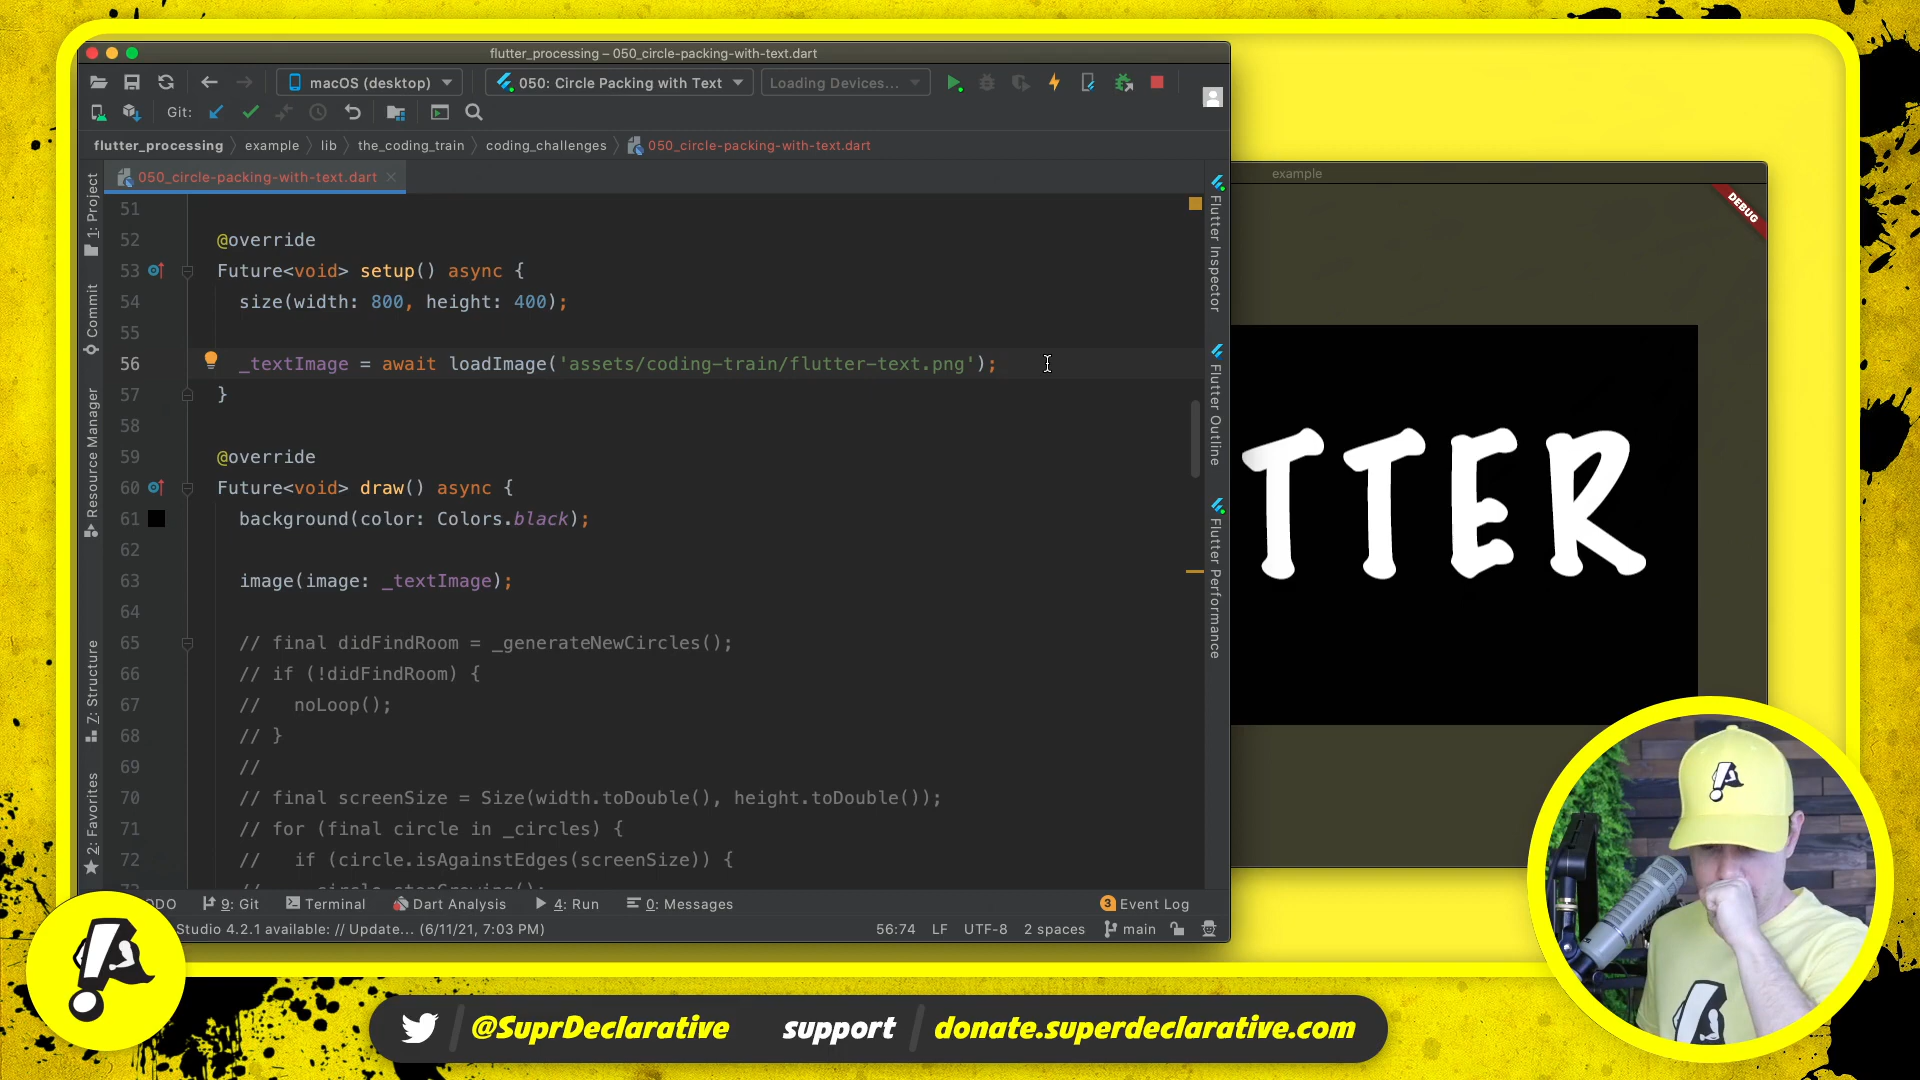 flutter_processing – 050_circle-packing-with-text.dart
macOS (desktop)
050: Circle Packing with Text
Loading Devices...
Git:
flutter_processing
example
lib
the_coding_train
coding_challenges
050_circle-packing-with-text.dart
050_circle-packing-with-text.dart
1: Project
Commit
Resource Manager
7: Structure
2: Favorites
51
52 @override
53 Future<void> setup() async {
54 size(width: 800, height: 400);
55
56 _textImage = await loadImage('assets/coding-train/flutter-text.png');
57 }
58
59 @override
60 Future<void> draw() async {
61 background(color: Colors.black);
62
63 image(image: _textImage);
64
65 // final didFindRoom = _generateNewCircles();
66 // if (!didFindRoom) {
67 // noLoop();
68 // }
69 //
70 // final screenSize = Size(width.toDouble(), height.toDouble());
71 // for (final circle in _circles) {
72 // if (circle.isAgainstEdges(screenSize)) {
Flutter Inspector
Flutter Outline
Flutter Performance
example
DEBUG
TTER
ODO
9: Git
Terminal
Dart Analysis
4: Run
0: Messages
3 Event Log
Studio 4.2.1 available: // Update... (6/11/21, 7:03 PM)
56:74
LF
UTF-8
2 spaces
main
@SuprDeclarative
support
donate.superdeclarative.com